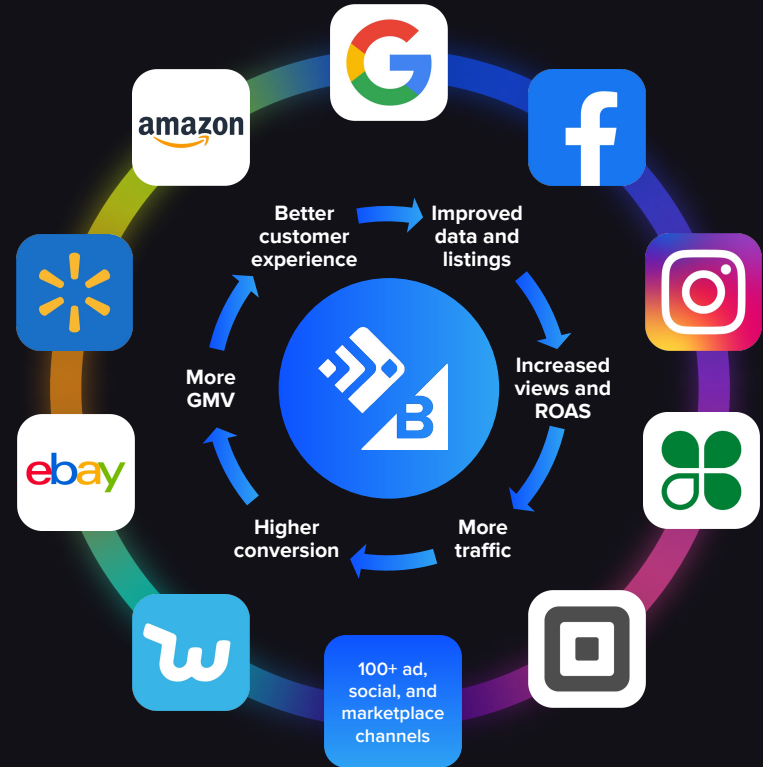 amazon
Better
customer
experience
Improved
data and
listings
Increased
views and
ROAS
More
GMV
B
ebay
Higher
conversion
More
traffic
100+ ad,
social, and
marketplace
channels